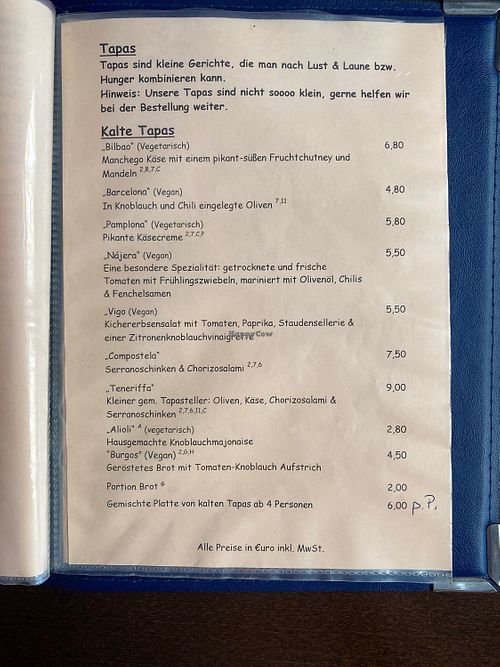 Tapas
Tapas sind kleine Gerichte, die man nach Lust & Laune bzw.
Hunger kombinieren kann.
Hinweis: Unsere Tapas sind nicht soooo klein, gerne helfen wir
bei der Bestellung weiter.
Kalte Tapas
„Bilbao“ (Vegetarisch) 6,80
Manchego Käse mit einem pikant-süßen Fruchtchutney und
Mandeln 2,8,7,C
„Barcelona“ (Vegan) 4,80
In Knoblauch und Chili eingelegte Oliven 7,11
„Pamplona“ (Vegetarisch) 5,80
Pikante Käsecreme 2,7,C,P
„Nájera“ (Vegan) 5,50
Eine besondere Spezialität: getrocknete und frische
Tomaten mit Frühlingszwiebeln, mariniert mit Olivenöl, Chilis
& Fenchelsamen
„Vigo (Vegan) 5,50
Kichererbsensalat mit Tomaten, Paprika, Staudensellerie &
einer Zitronenknoblauchvinaigrette
HappyCow
„Compostela“ 7,50
Serranoschinken & Chorizosalami 2,7,6
„Teneriffa“ 9,00
Kleiner gem. Tapasteller: Oliven, Käse, Chorizosalami &
Serranoschinken 2,7,6,11,C
„Alioli“ A (vegetarisch) 2,80
Hausgemachte Knoblauchmajonaise
"Burgos" (Vegan) 2,G,H 4,50
Geröstetes Brot mit Tomaten-Knoblauch Aufstrich
Portion Brot G 2,00
Gemischte Platte von kalten Tapas ab 4 Personen 6,00 p.P.
Alle Preise in €uro inkl. MwSt.